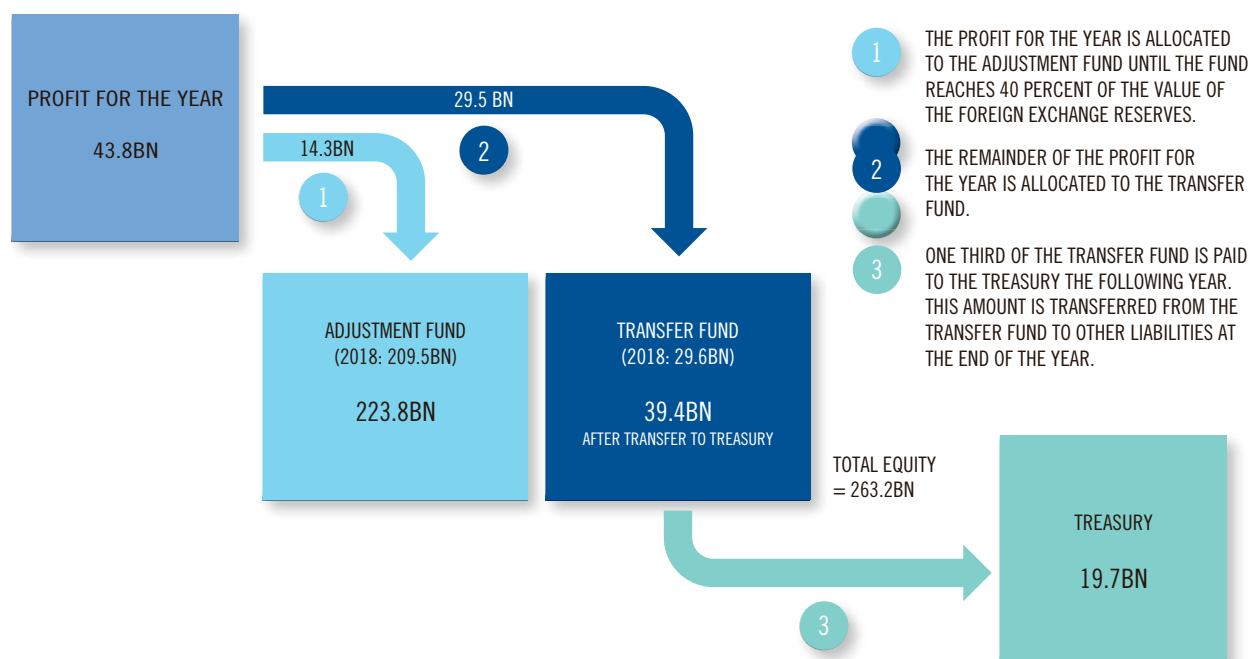 PROFIT FOR THE YEAR
43.8BN
29.5 BN
2
14.3BN
1
ADJUSTMENT FUND
(2018: 209.5BN)
223.8BN
TRANSFER FUND
(2018: 29.6BN)
39.4BN
AFTER TRANSFER TO TREASURY
TOTAL EQUITY
= 263.2BN
3
TREASURY
19.7BN
1
THE PROFIT FOR THE YEAR IS ALLOCATED
TO THE ADJUSTMENT FUND UNTIL THE FUND
REACHES 40 PERCENT OF THE VALUE OF
THE FOREIGN EXCHANGE RESERVES.
2
THE REMAINDER OF THE PROFIT FOR
THE YEAR IS ALLOCATED TO THE TRANSFER
FUND.
3
ONE THIRD OF THE TRANSFER FUND IS PAID
TO THE TREASURY THE FOLLOWING YEAR.
THIS AMOUNT IS TRANSFERRED FROM THE
TRANSFER FUND TO OTHER LIABILITIES AT
THE END OF THE YEAR.